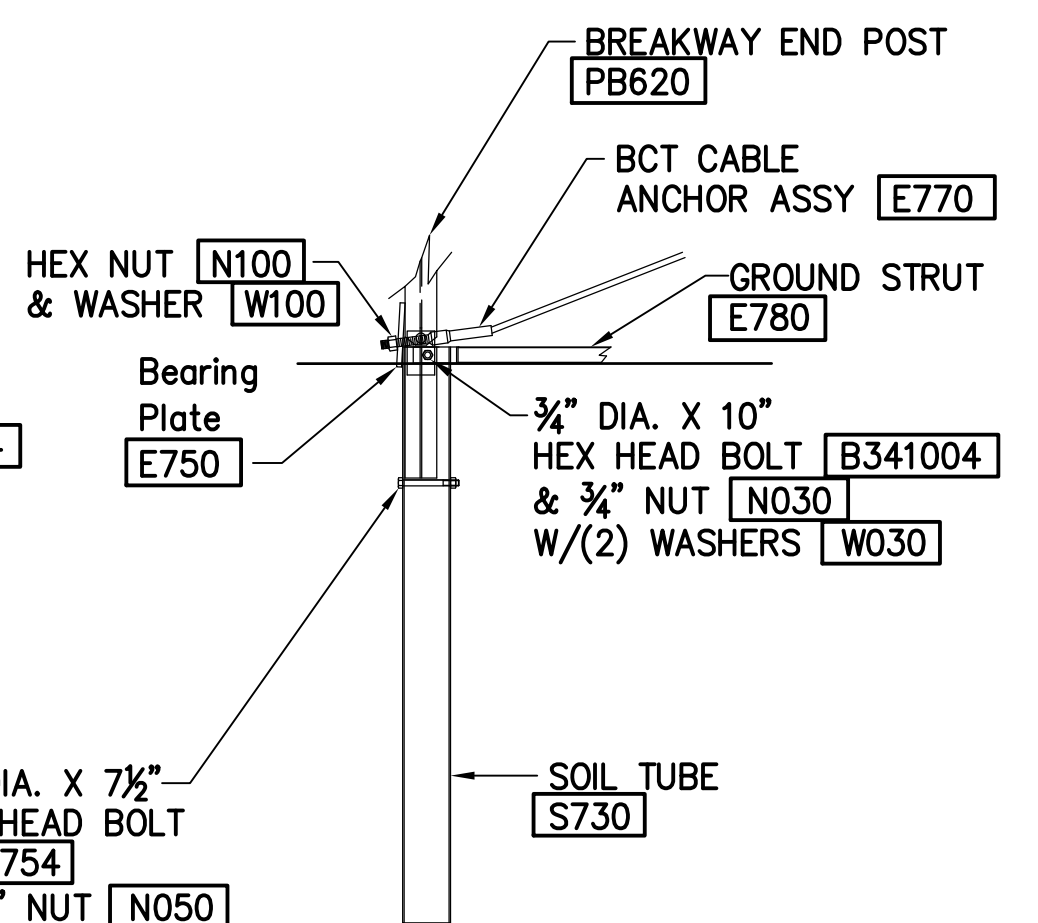 BREAKWAY END POST
PB620
BCT CABLE
ANCHOR ASSY E770
HEX NUT N100
& WASHER W100
GROUND STRUT
E780
Bearing
Plate
E750
¾” DIA. X 10”
HEX HEAD BOLT B341004
& ¾” NUT N030
W/(2) WASHERS W030
X 7½”
HEAD BOLT
754
NUT N050
SOIL TUBE
S730